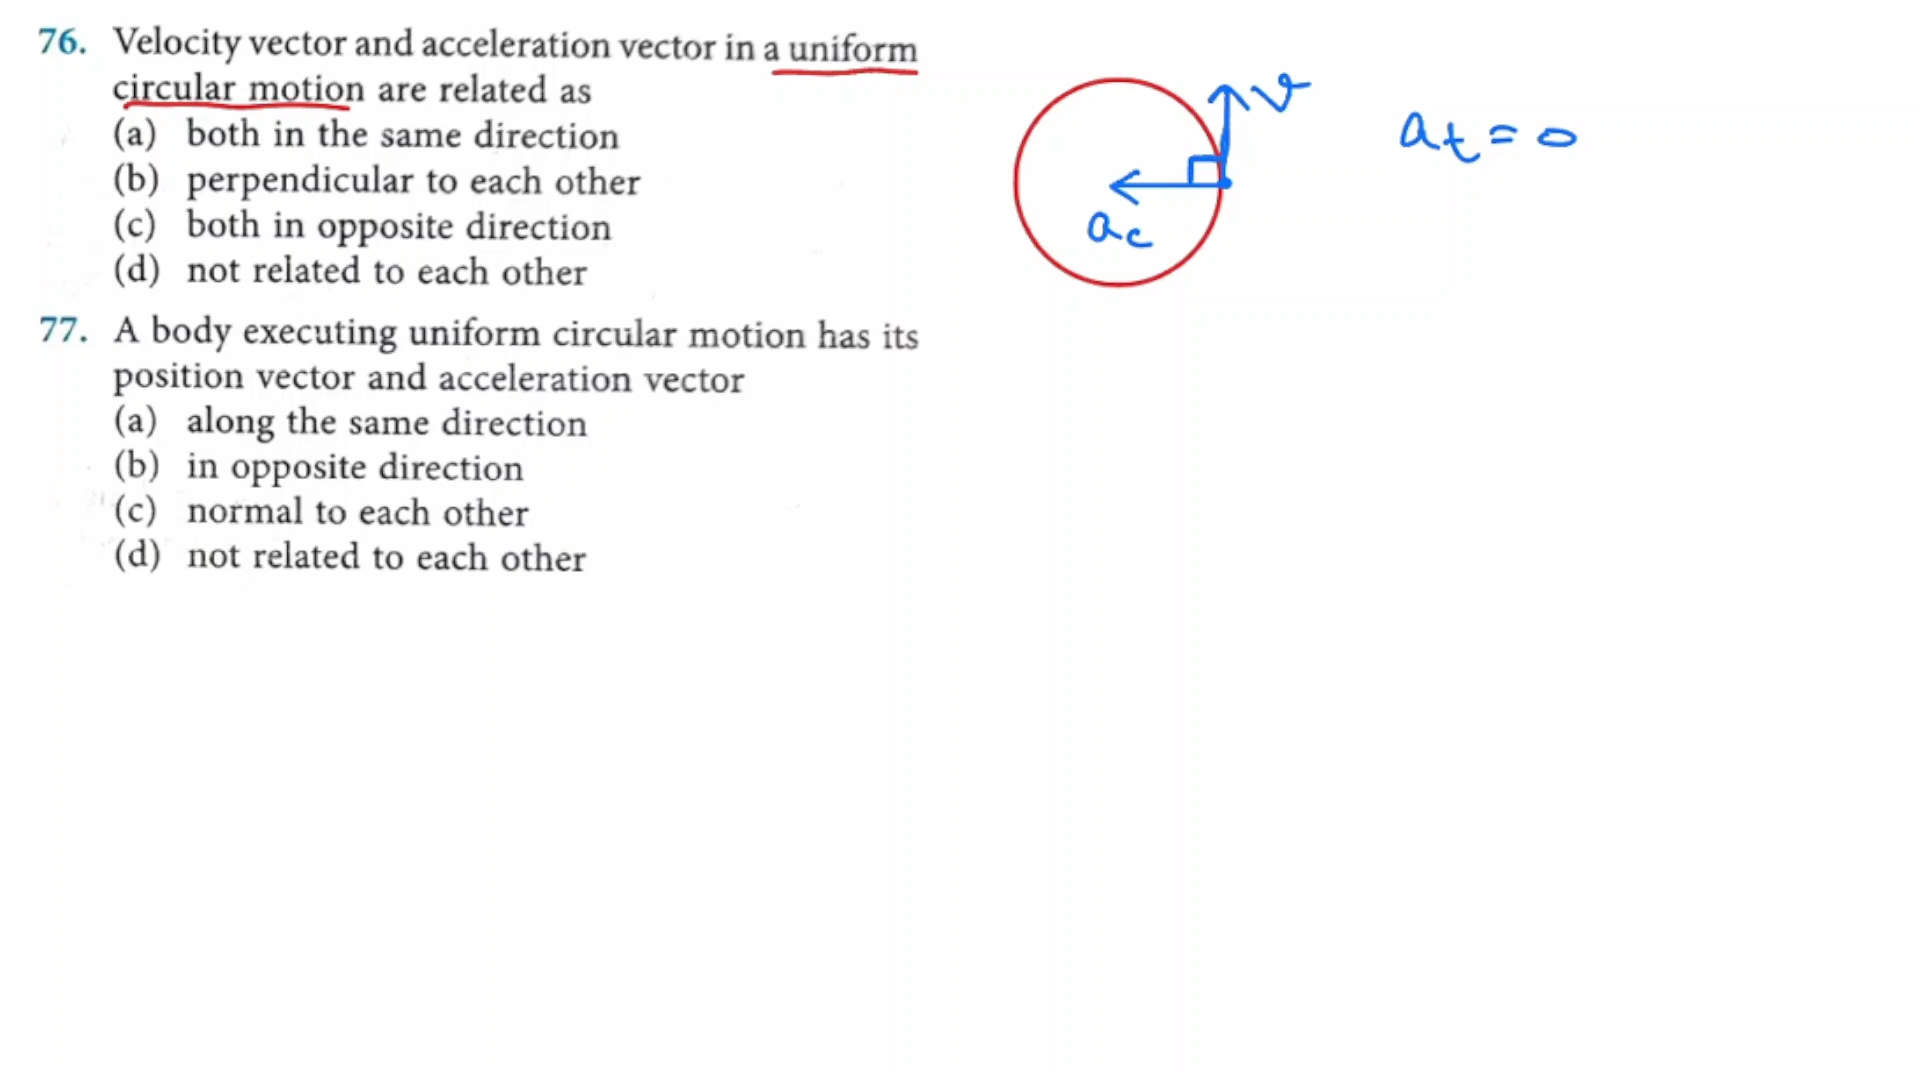 76. Velocity vector and acceleration vector in a uniform
circular motion are related as
(a) both in the same direction
(b) perpendicular to each other
(c) both in opposite direction
(d) not related to each other
77. A body executing uniform circular motion has its
position vector and acceleration vector
(a) along the same direction
(b) in opposite direction
(c) normal to each other
(d) not related to each other
v
a_c
a_t = 0